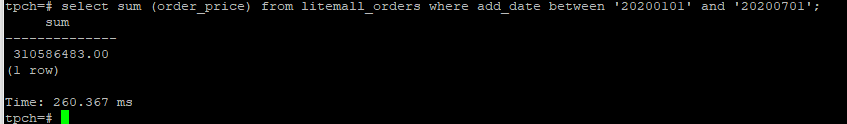 tpch=# select sum (order_price) from litemall_orders where add_date between '20200101' and '20200701';
sum
--------------
310586483.00
(1 row)
Time: 260.367 ms
tpch=#